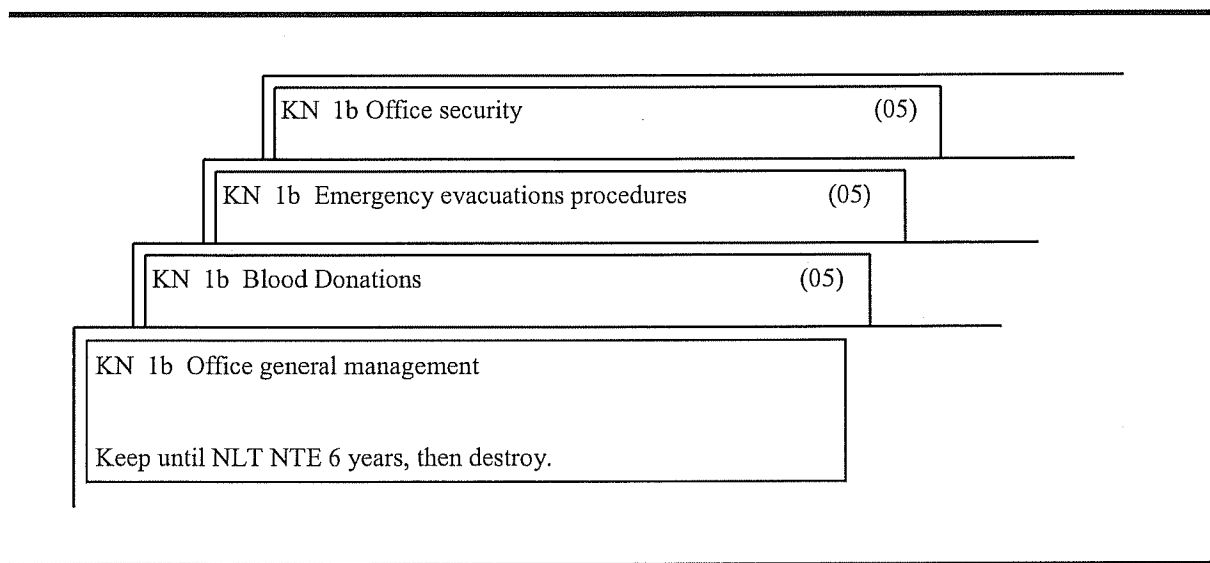 KN 1b Office security (05)
KN 1b Emergency evacuations procedures (05)
KN 1b Blood Donations (05)
KN 1b Office general management
Keep until NLT NTE 6 years, then destroy.